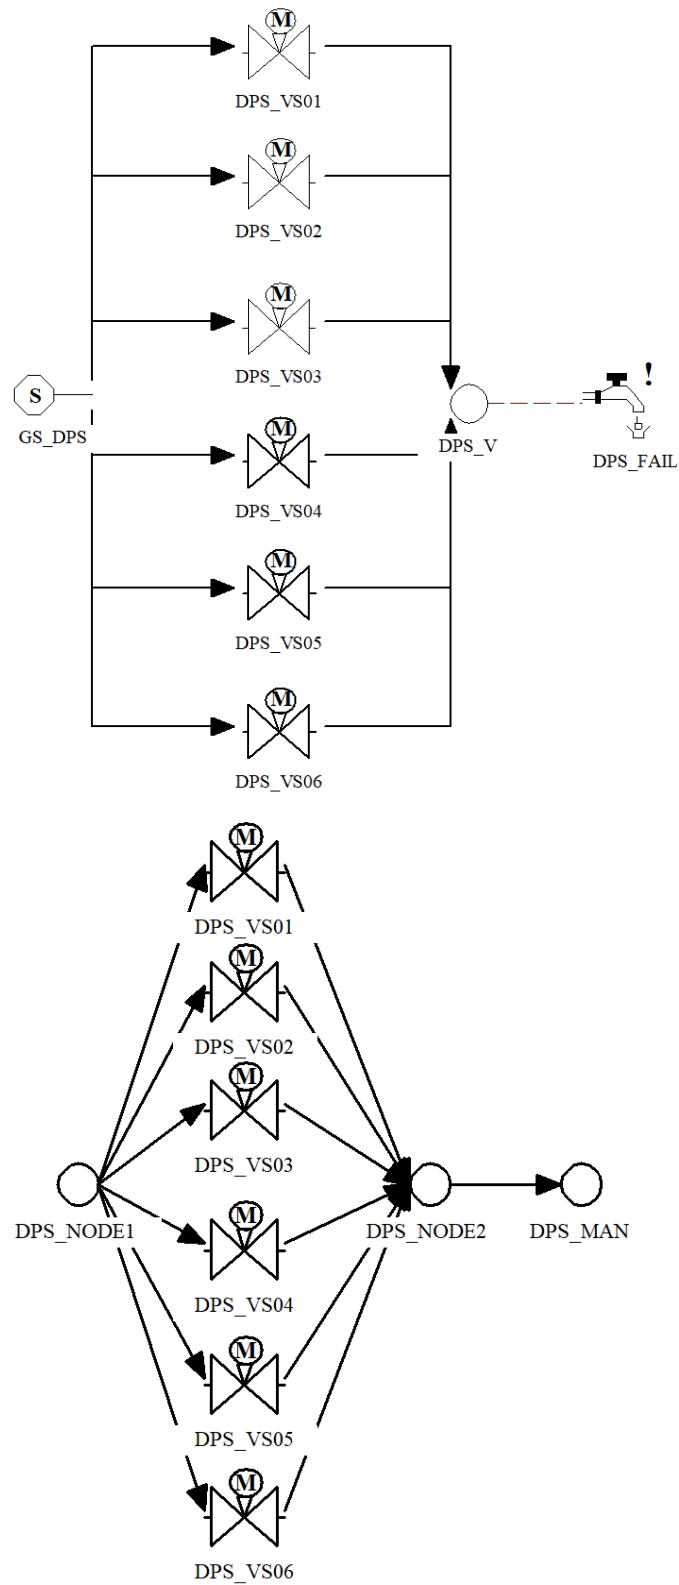 M
DPS_VS01
M
DPS_VS02
M
DPS_VS03
S
GS_DPS
!
DPS_V
DPS_FAIL
M
DPS_VS04
M
DPS_VS05
M
DPS_VS06
M
DPS_VS01
M
DPS_VS02
M
DPS_VS03
DPS_NODE1
DPS_NODE2
DPS_MAN
M
DPS_VS04
M
DPS_VS05
M
DPS_VS06